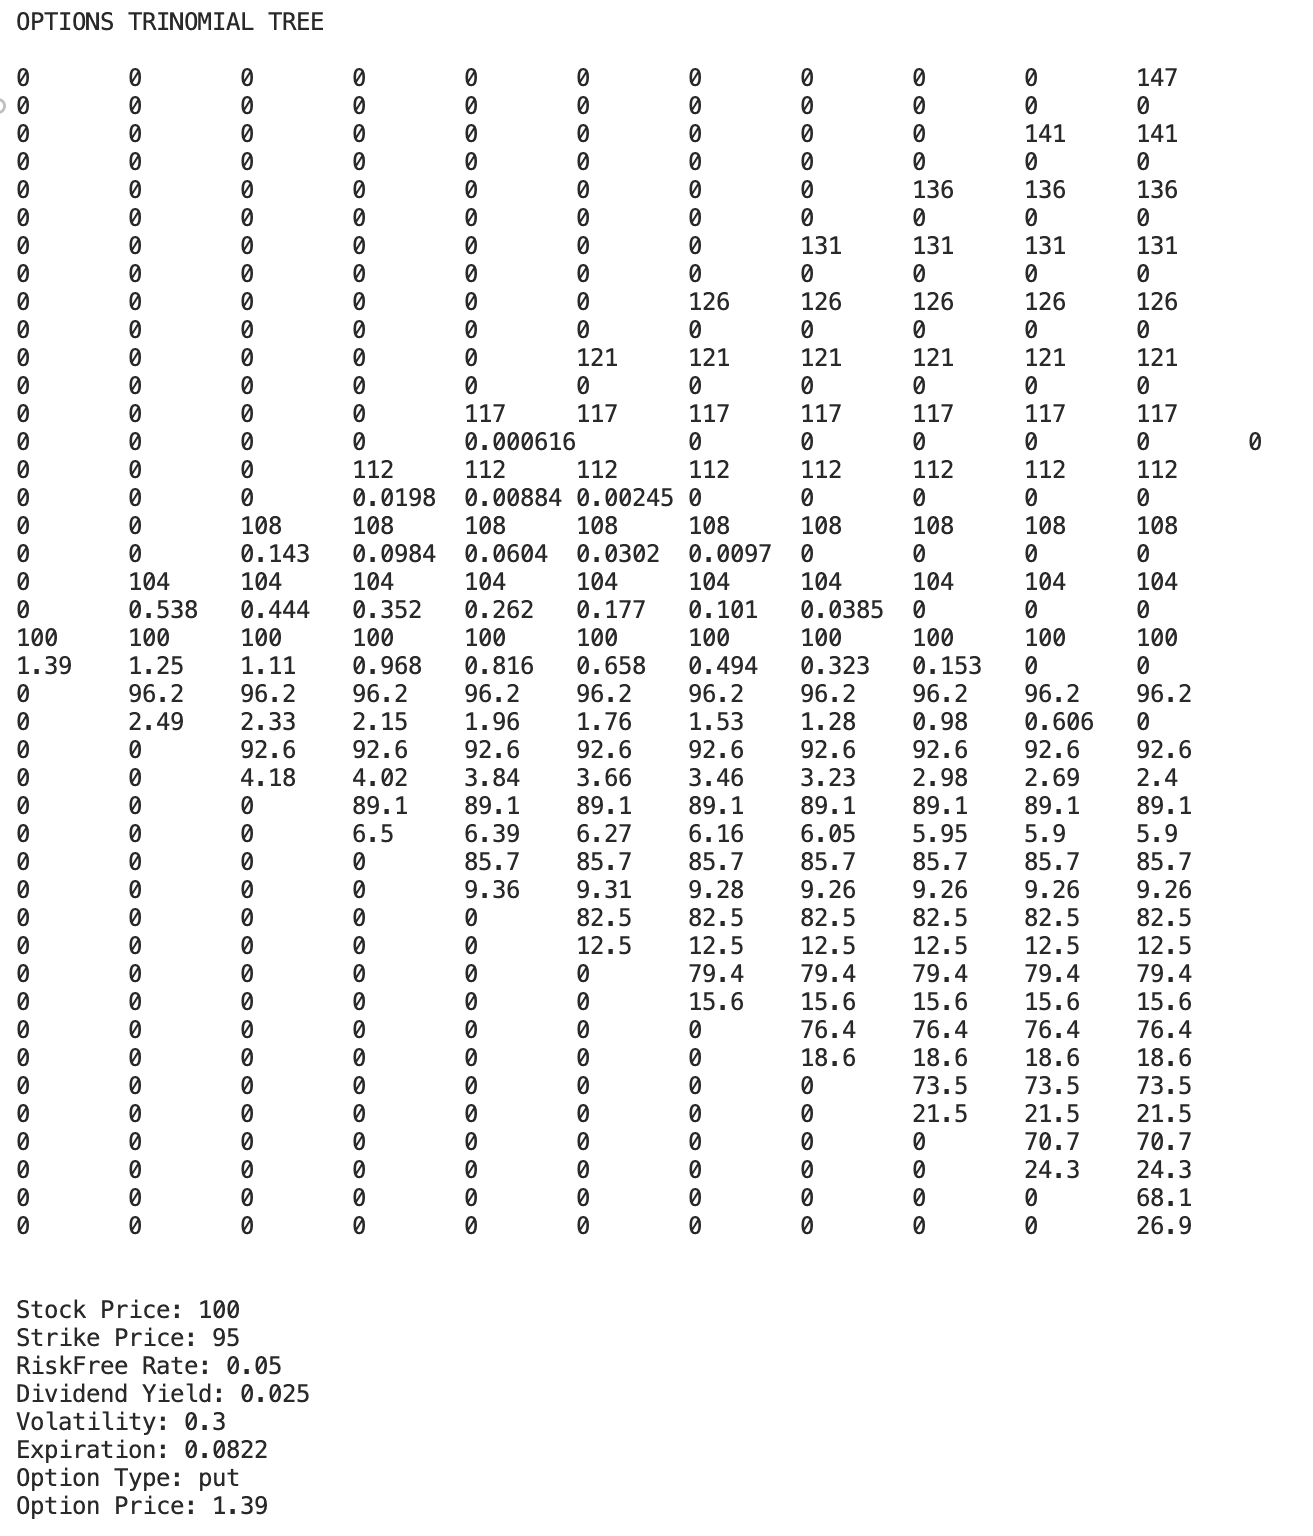 OPTIONS TRINOMIAL TREE
0 0 0 0 0 0 0 0 0 0 147
0 0 0 0 0 0 0 0 0 0 0
0 0 0 0 0 0 0 0 0 141 141
0 0 0 0 0 0 0 0 0 0 0
0 0 0 0 0 0 0 0 136 136 136
0 0 0 0 0 0 0 0 0 0 0
0 0 0 0 0 0 0 131 131 131 131
0 0 0 0 0 0 0 0 0 0 0
0 0 0 0 0 0 126 126 126 126 126
0 0 0 0 0 0 0 0 0 0 0
0 0 0 0 0 121 121 121 121 121 121
0 0 0 0 0 0 0 0 0 0 0
0 0 0 0 117 117 117 117 117 117 117
0 0 0 0 0.000616 0 0 0 0 0 0
0 0 0 112 112 112 112 112 112 112 112
0 0 0 0.0198 0.00884 0.00245 0 0 0 0 0
0 0 108 108 108 108 108 108 108 108 108
0 0 0.143 0.0984 0.0604 0.0302 0.0097 0 0 0 0
0 104 104 104 104 104 104 104 104 104 104
0 0.538 0.444 0.352 0.262 0.177 0.101 0.0385 0 0 0
100 100 100 100 100 100 100 100 100 100 100
1.39 1.25 1.11 0.968 0.816 0.658 0.494 0.323 0.153 0 0
0 96.2 96.2 96.2 96.2 96.2 96.2 96.2 96.2 96.2 96.2
0 2.49 2.33 2.15 1.96 1.76 1.53 1.28 0.98 0.606 0
0 0 92.6 92.6 92.6 92.6 92.6 92.6 92.6 92.6 92.6
0 0 4.18 4.02 3.84 3.66 3.46 3.23 2.98 2.69 2.4
0 0 0 89.1 89.1 89.1 89.1 89.1 89.1 89.1 89.1
0 0 0 6.5 6.39 6.27 6.16 6.05 5.95 5.9 5.9
0 0 0 0 85.7 85.7 85.7 85.7 85.7 85.7 85.7
0 0 0 0 9.36 9.31 9.28 9.26 9.26 9.26 9.26
0 0 0 0 0 82.5 82.5 82.5 82.5 82.5 82.5
0 0 0 0 0 12.5 12.5 12.5 12.5 12.5 12.5
0 0 0 0 0 0 79.4 79.4 79.4 79.4 79.4
0 0 0 0 0 0 15.6 15.6 15.6 15.6 15.6
0 0 0 0 0 0 0 76.4 76.4 76.4 76.4
0 0 0 0 0 0 0 18.6 18.6 18.6 18.6
0 0 0 0 0 0 0 0 73.5 73.5 73.5
0 0 0 0 0 0 0 0 21.5 21.5 21.5
0 0 0 0 0 0 0 0 0 70.7 70.7
0 0 0 0 0 0 0 0 0 24.3 24.3
0 0 0 0 0 0 0 0 0 0 68.1
0 0 0 0 0 0 0 0 0 0 26.9
Stock Price: 100
Strike Price: 95
RiskFree Rate: 0.05
Dividend Yield: 0.025
Volatility: 0.3
Expiration: 0.0822
Option Type: put
Option Price: 1.39